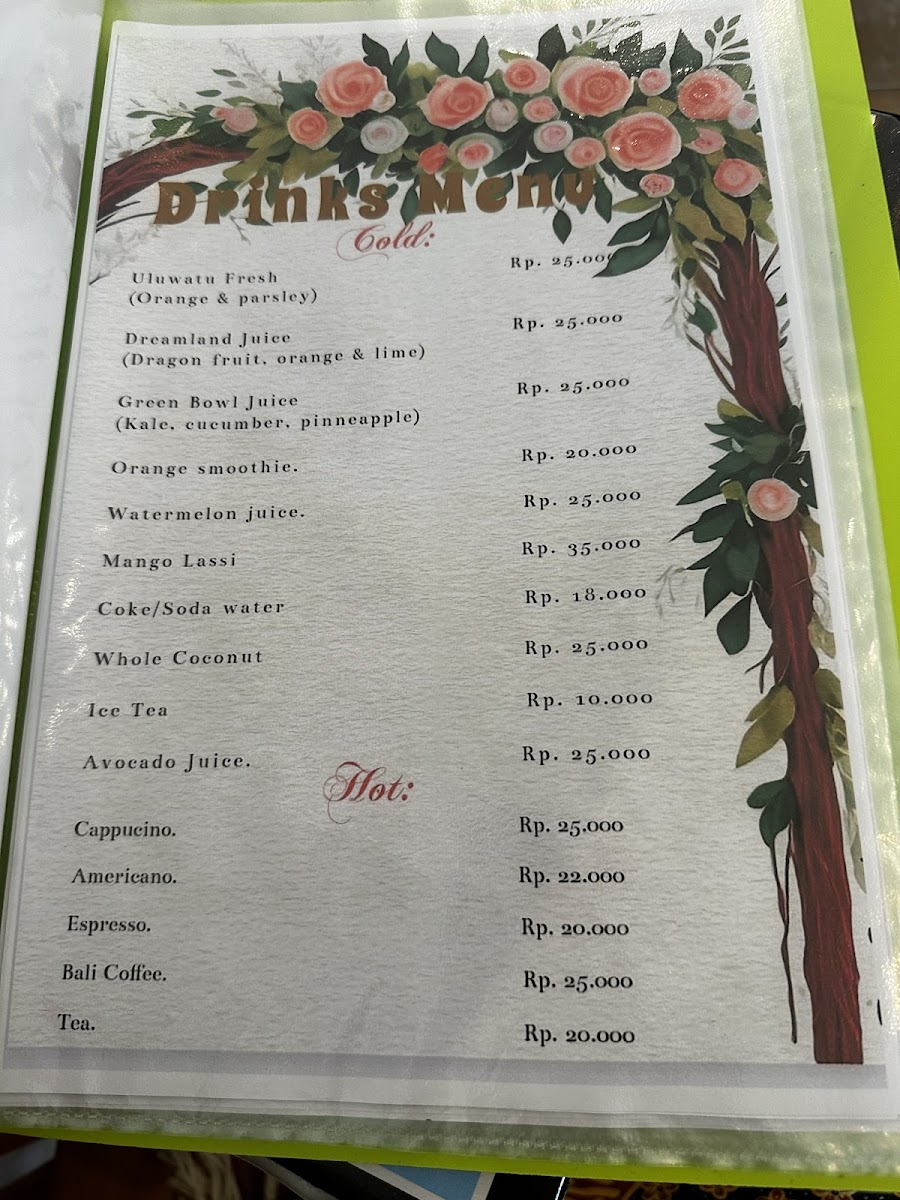 Drinks Menu
Cold:
Uluwatu Fresh Rp. 25.000
(Orange & parsley)
Dreamland Juice Rp. 25.000
(Dragon fruit, orange & lime)
Green Bowl Juice Rp. 25.000
(Kale, cucumber, pinneapple)
Orange smoothie. Rp. 20.000
Watermelon juice. Rp. 25.000
Mango Lassi Rp. 35.000
Coke/Soda water Rp. 18.000
Whole Coconut Rp. 25.000
Ice Tea Rp. 10.000
Avocado Juice. Rp. 25.000
Hot:
Cappucino. Rp. 25.000
Americano. Rp. 22.000
Espresso. Rp. 20.000
Bali Coffee. Rp. 25.000
Tea. Rp. 20.000